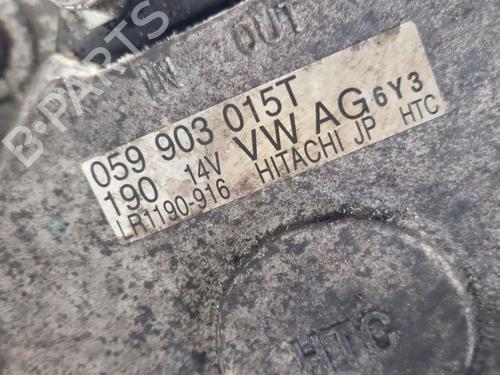 IN OUT
059 903 015T
190 14V VW AG 6Y3
LR1190-916 HITACHI JP HTC
HTC
B-Parts